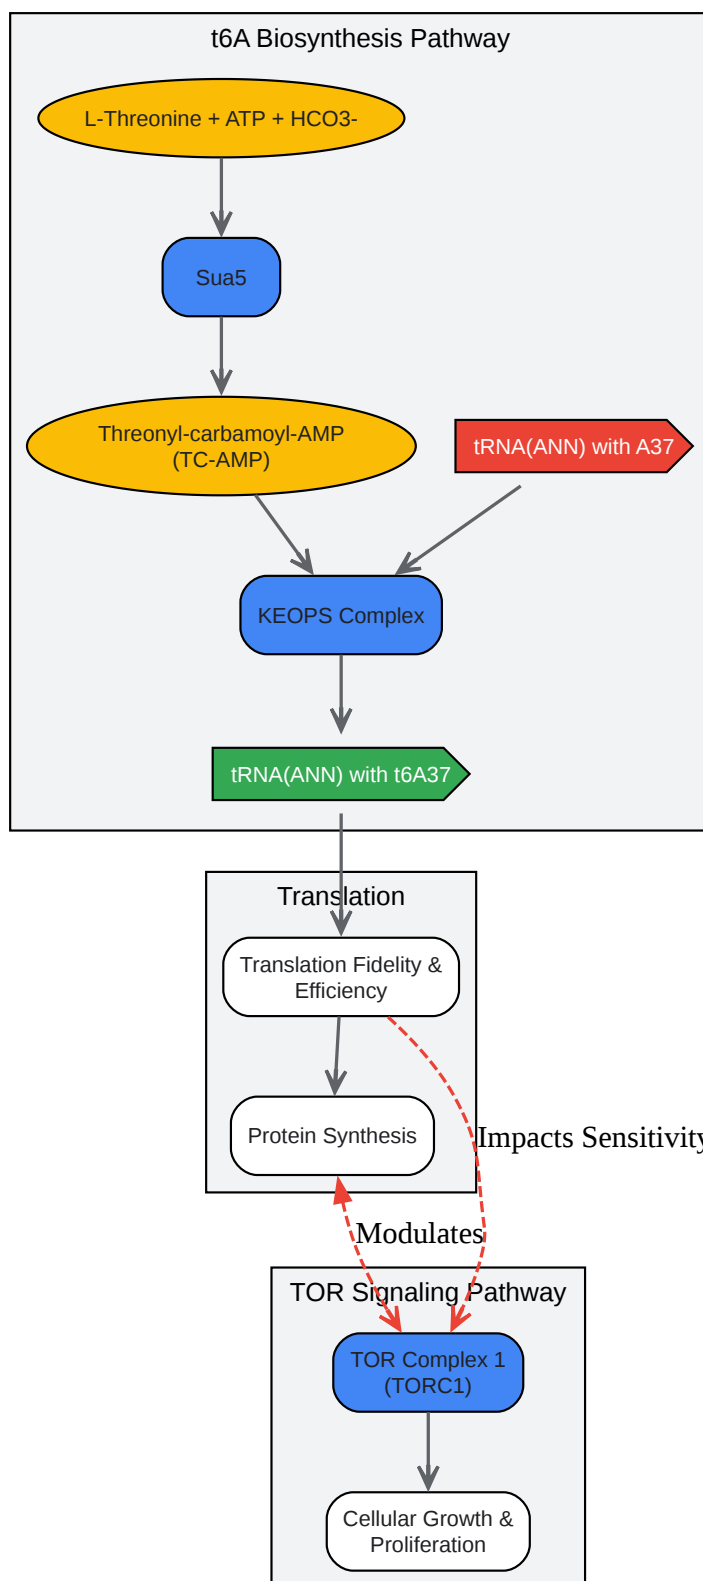 t6A Biosynthesis Pathway
L-Threonine + ATP + HCO3-
Sua5
Threonyl-carbamoyl-AMP
(TC-AMP)
tRNA(ANN) with A37
KEOPS Complex
tRNA(ANN) with t6A37
Translation
Translation Fidelity &
Efficiency
Protein Synthesis
Impacts Sensitivity
Modulates
TOR Signaling Pathway
TOR Complex 1
(TORC1)
Cellular Growth &
Proliferation